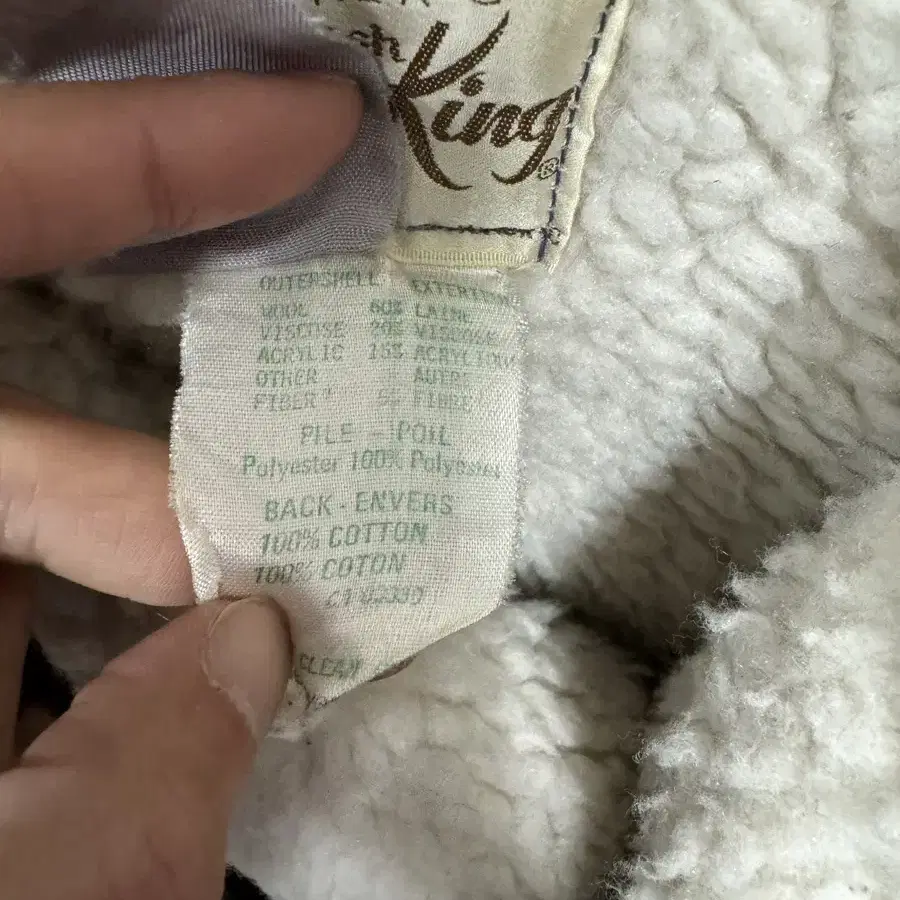 King ®
OUTERSHELL EXTERIEUR
WOOL 60% LAINE
VISCOSE 20% VISCOSE
ACRYLIC 15% ACRYLIQUE
OTHER AUTRE
FIBER 5% FIBRE
PILE - POIL
Polyester 100% Polyester
BACK - ENVERS
100% COTTON
100% COTON
CLEAN